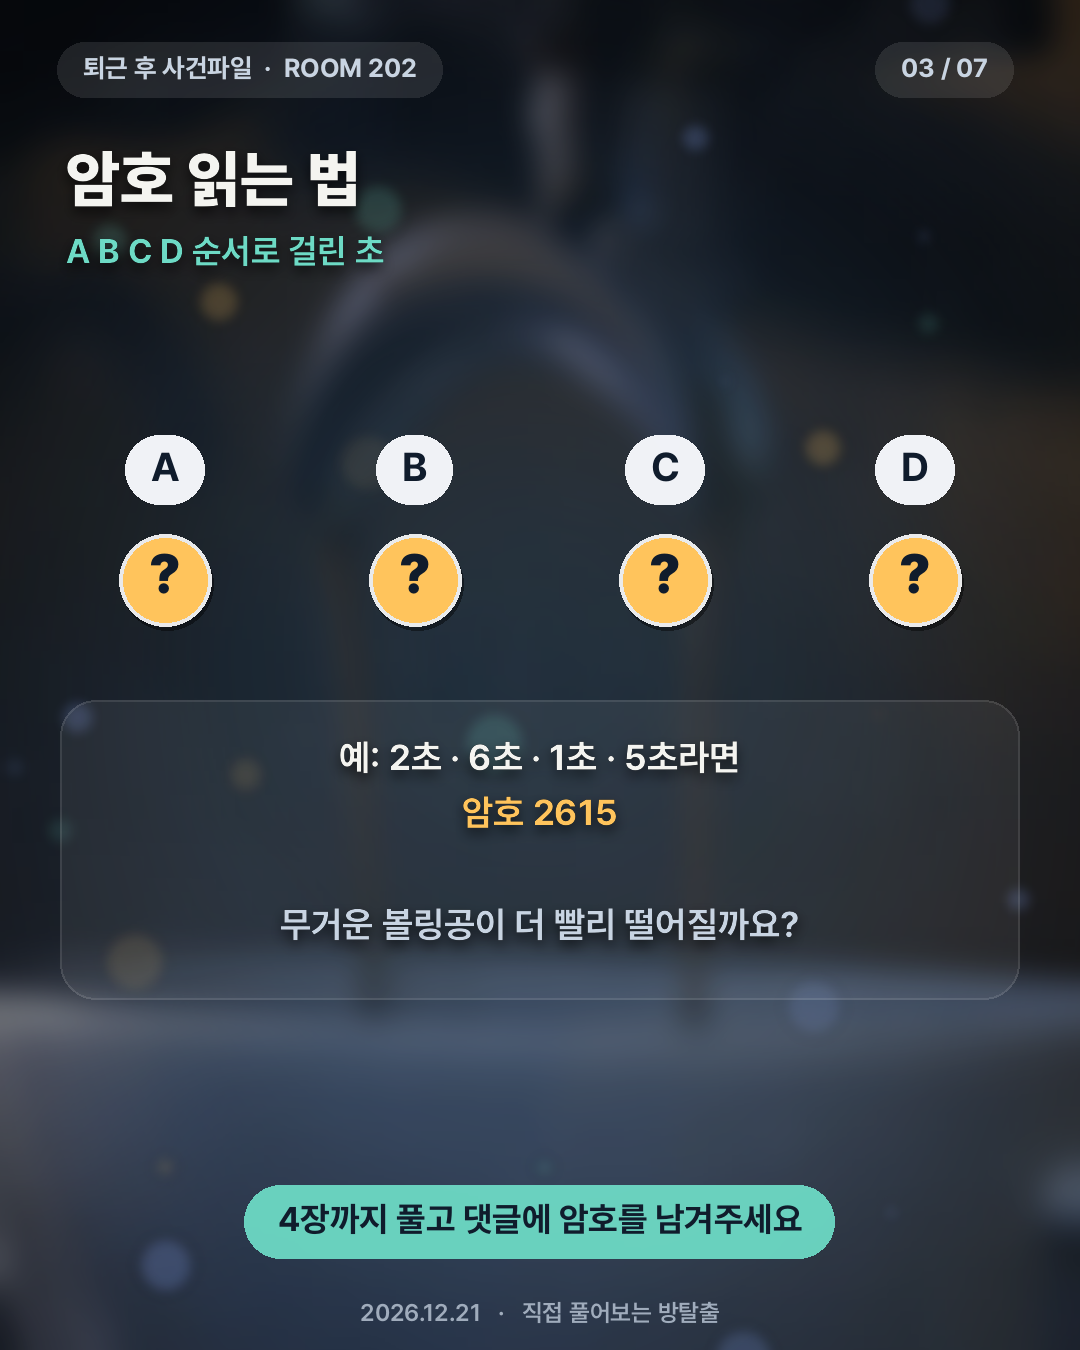 퇴근 후 사건파일 · ROOM 202
03 / 07
암호 읽는 법
A B C D 순서로 걸린 초
A B C D
? ? ? ?
예: 2초 · 6초 · 1초 · 5초라면
암호 2615
무거운 볼링공이 더 빨리 떨어질까요?
4장까지 풀고 댓글에 암호를 남겨주세요
2026.12.21 · 직접 풀어보는 방탈출